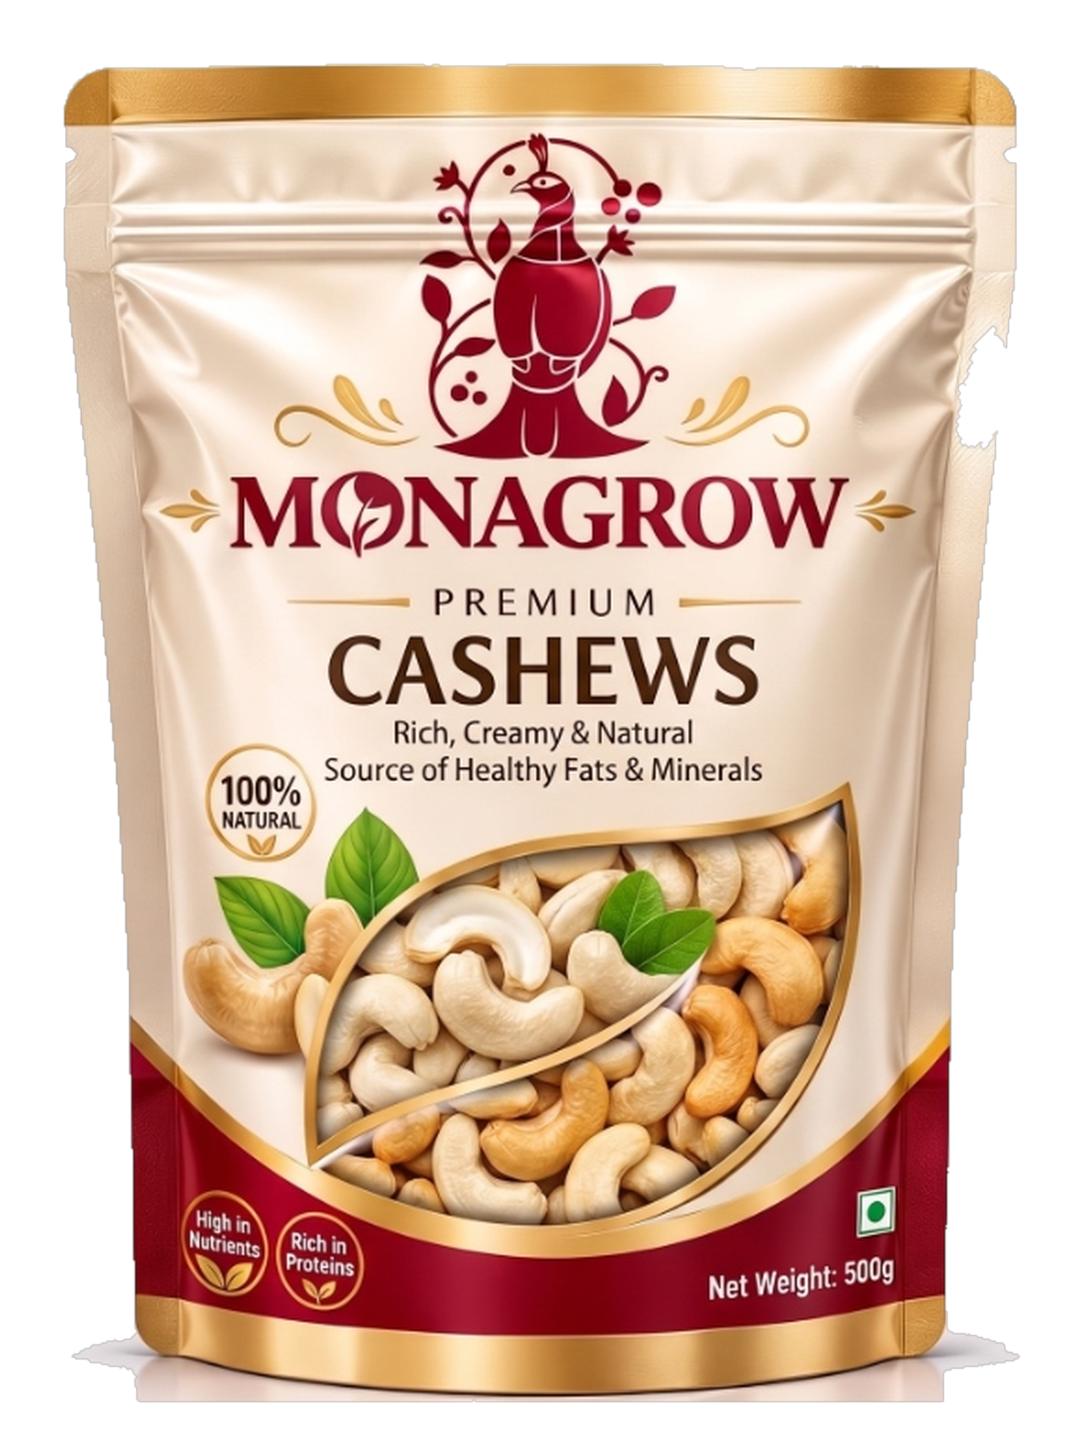 MONAGROW
PREMIUM
CASHEWS
Rich, Creamy & Natural
Source of Healthy Fats & Minerals
100%
NATURAL
High in
Nutrients
Rich in
Proteins
Net Weight: 500g